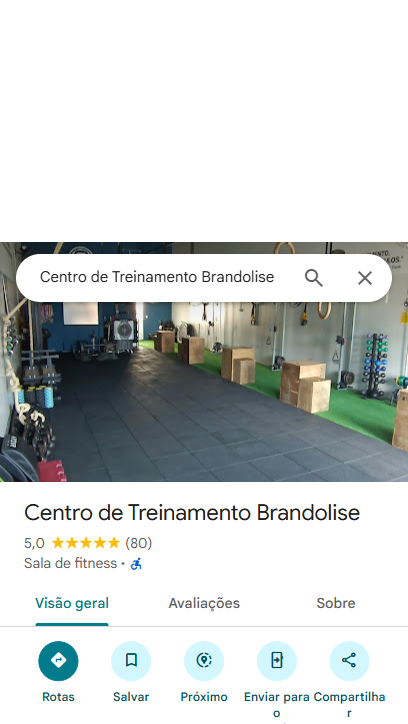 Centro de Treinamento Brandolise
Centro de Treinamento Brandolise
5,0 (80)
Sala de fitness ·
Visão geral
Avaliações
Sobre
Rotas
Salvar
Próximo
Enviar para
o
Compartilha
r